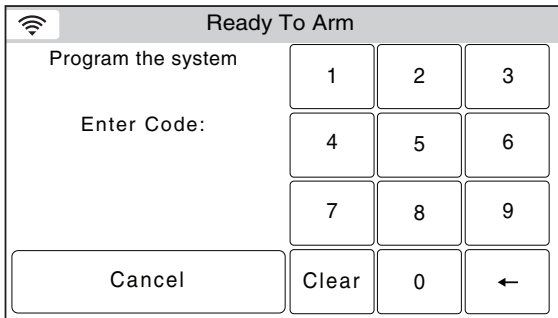 Ready To Arm
Program the system
Enter Code:
1 2 3
4 5 6
7 8 9
Cancel Clear 0 ←